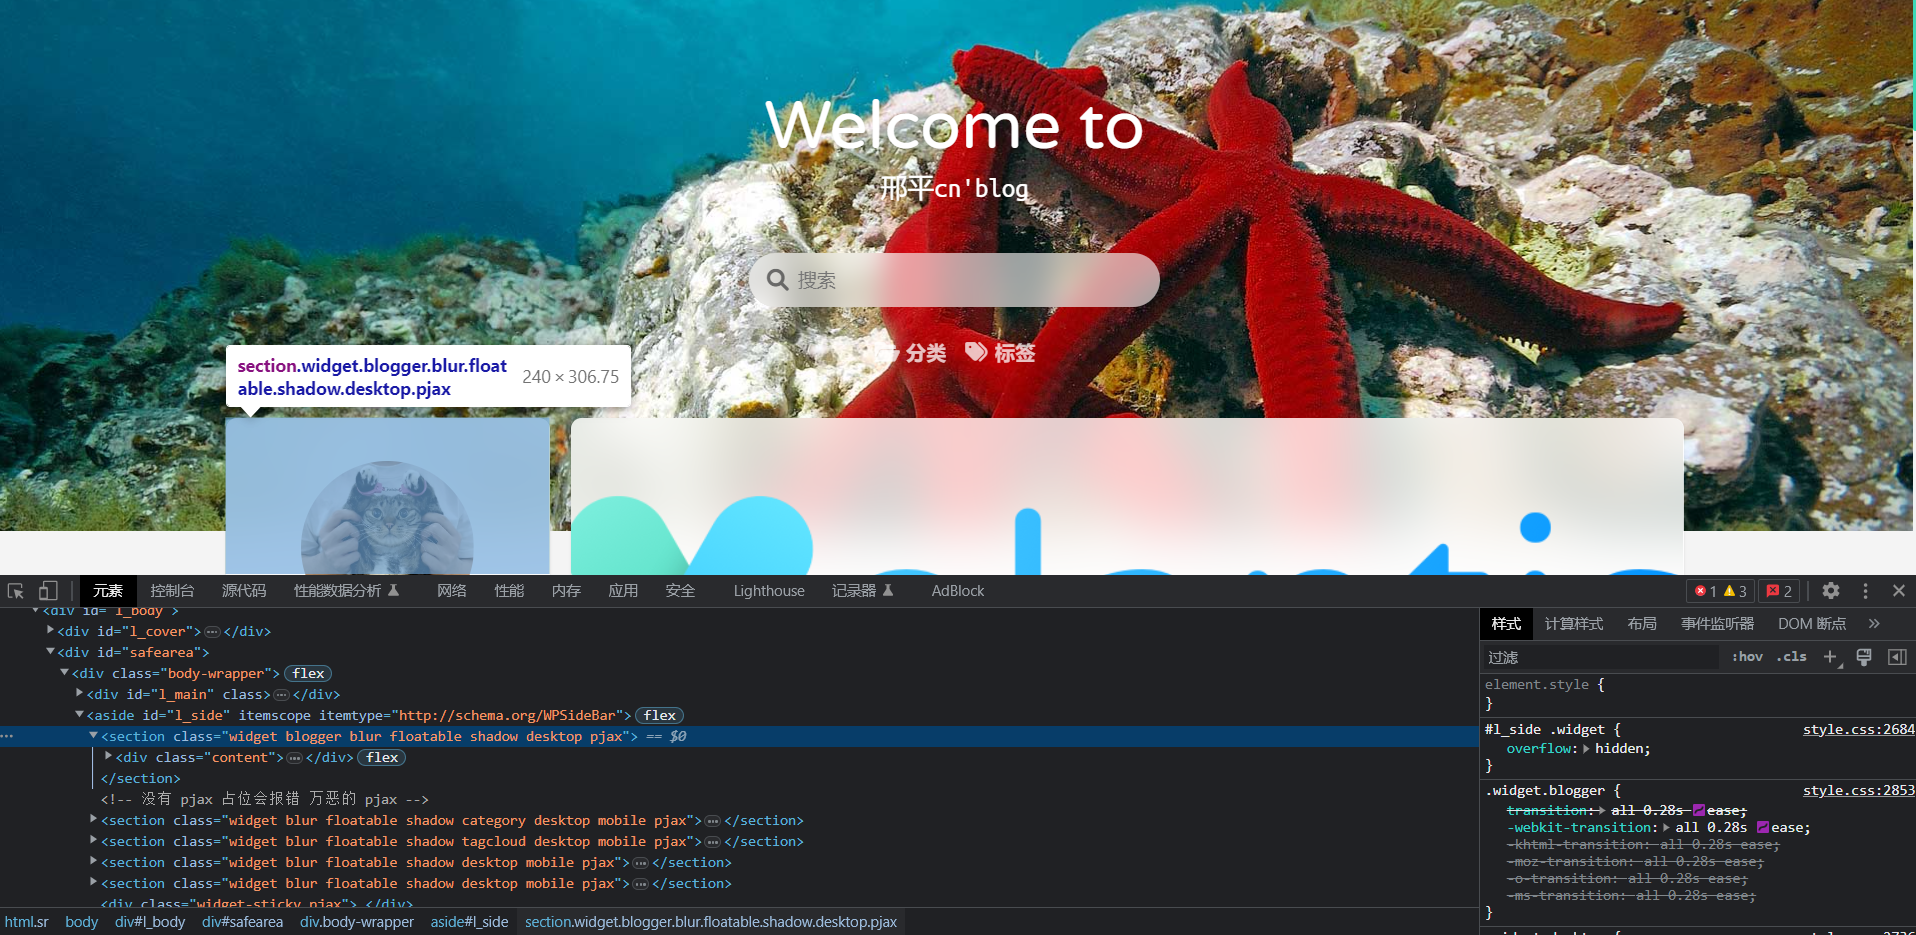 Welcome to
邢平cn'blog
搜索
分类 标签
section.widget.blogger.blur.float
able.shadow.desktop.pjax
240 × 306.75
元素 控制台 源代码 性能数据分析 网络 性能 内存 应用 安全 Lighthouse 记录器 AdBlock 1 3 2
<div id="l_body">
<div id="l_cover"> ⋯ </div>
<div id="safearea">
<div class="body-wrapper"> flex
<div id="l_main" class> ⋯ </div>
<aside id="l_side" itemscope itemtype="http://schema.org/WPSideBar"> flex
⋯ <section class="widget blogger blur floatable shadow desktop pjax"> == $0
<div class="content"> ⋯ </div> flex
</section>
<!-- 没有 pjax 占位会报错 万恶的 pjax -->
<section class="widget blur floatable shadow category desktop mobile pjax"> ⋯ </section>
<section class="widget blur floatable shadow tagcloud desktop mobile pjax"> ⋯ </section>
<section class="widget blur floatable shadow desktop mobile pjax"> ⋯ </section>
<section class="widget blur floatable shadow desktop mobile pjax"> ⋯ </section>
<div class="widget-sticky pjax"> </div>
html.sr body div#l_body div#safearea div.body-wrapper aside#l_side section.widget.blogger.blur.floatable.shadow.desktop.pjax
样式 计算样式 布局 事件监听器 DOM 断点 »
过滤 :hov .cls +
element.style {
}
#l_side .widget { style.css:2684
overflow: hidden;
}
.widget.blogger { style.css:2853
transition: all 0.28s ease;
-webkit-transition: all 0.28s ease;
-khtml-transition: all 0.28s ease;
-moz-transition: all 0.28s ease;
-o-transition: all 0.28s ease;
-ms-transition: all 0.28s ease;
}